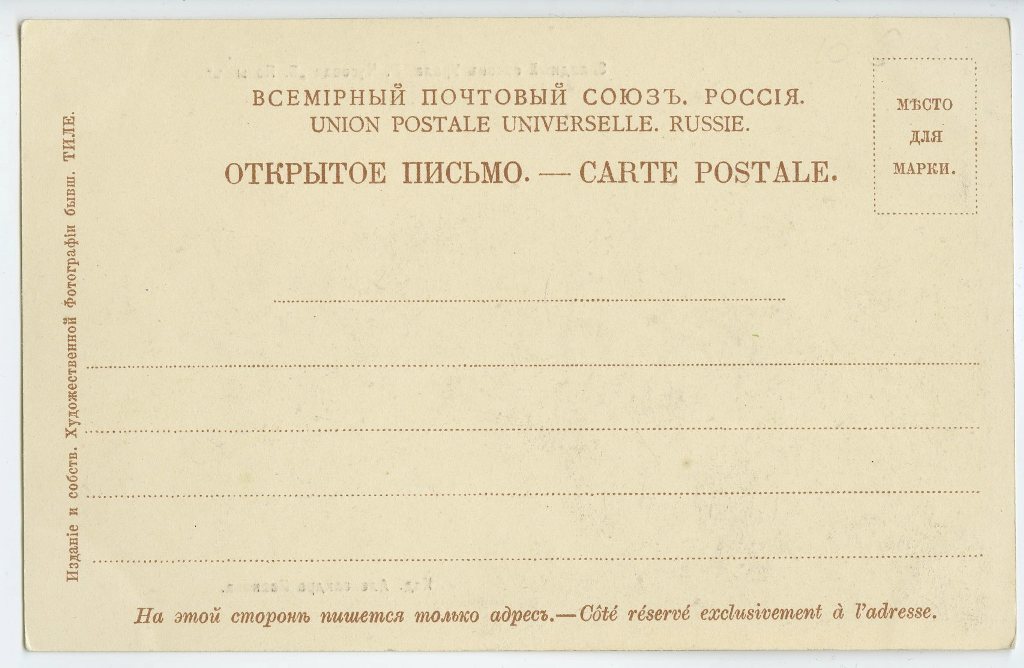 ВСЕМІРНЫЙ ПОЧТОВЫЙ СОЮЗЪ. РОССІЯ.
UNION POSTALE UNIVERSELLE. RUSSIE.
ОТКРЫТОЕ ПИСЬМО. — CARTE POSTALE.
МѢСТО
ДЛЯ
МАРКИ.
Изданіе и собств. Художественной Фотографіи бывш. ТИЛЕ.
На этой сторонѣ пишется только адресъ.—Côté réservé exclusivement à l'adresse.